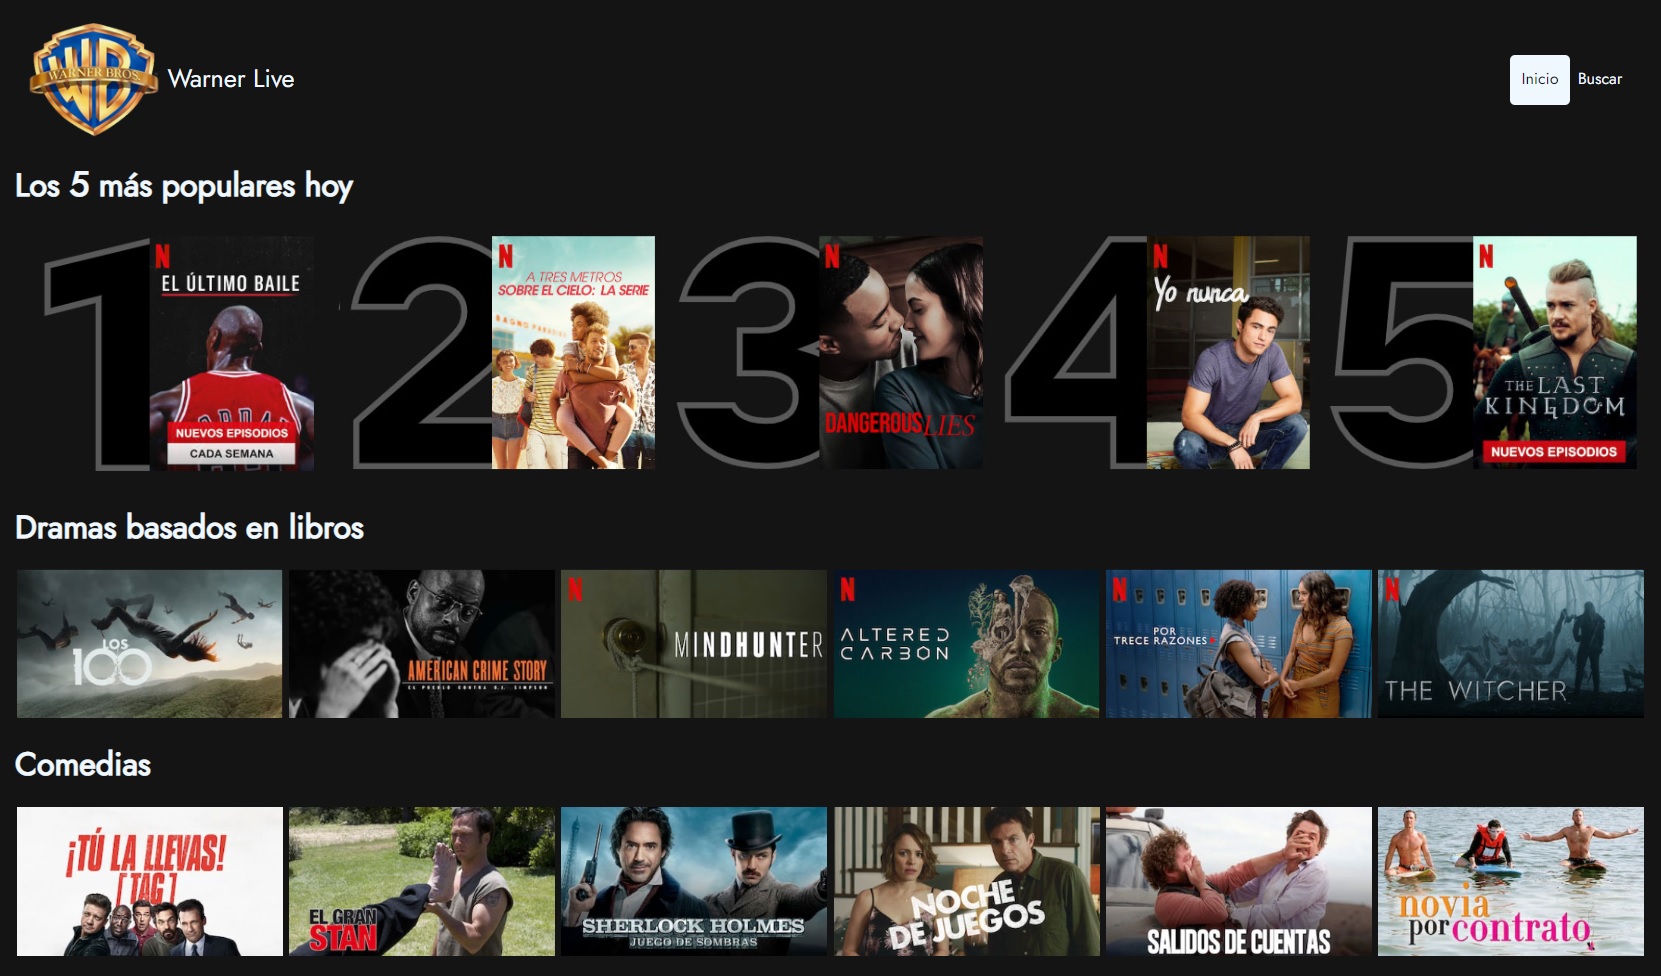 WARNER BROS.
Warner Live
Inicio
Buscar
Los 5 más populares hoy
1
N
EL ÚLTIMO BAILE
NUEVOS EPISODIOS
CADA SEMANA
2
N
A TRES METROS
SOBRE EL CIELO: LA SERIE
3
N
DANGEROUS LIES
4
N
Yo nunca
5
N
THE LAST
KINGDOM
NUEVOS EPISODIOS
Dramas basados en libros
LOS
100
AMERICAN CRIME STORY
EL PUEBLO CONTRA O.J. SIMPSON
N
MINDHUNTER
N
ALTERED
CARBON
N
POR
TRECE RAZONES
N
THE WITCHER
Comedias
¡TÚ LA LLEVAS!
[TAG]
EL GRAN
STAN
SHERLOCK HOLMES
JUEGO DE SOMBRAS
NOCHE
DE JUEGOS
SALIDOS DE CUENTAS
novia
por contrato